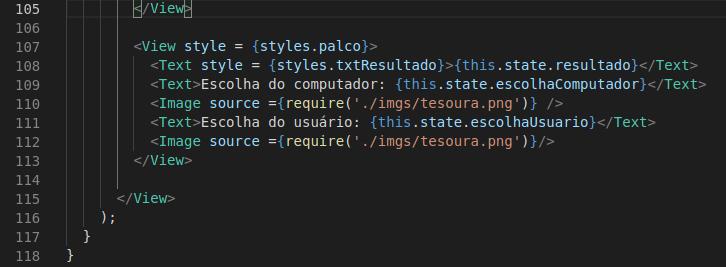 105 </View>
106
107 <View style = {styles.palco}>
108 <Text style = {styles.txtResultado}>{this.state.resultado}</Text>
109 <Text>Escolha do computador: {this.state.escolhaComputador}</Text>
110 <Image source ={require('./imgs/tesoura.png')} />
111 <Text>Escolha do usuário: {this.state.escolhaUsuario}</Text>
112 <Image source ={require('./imgs/tesoura.png')}/>
113 </View>
114
115 </View>
116 );
117 }
118 }